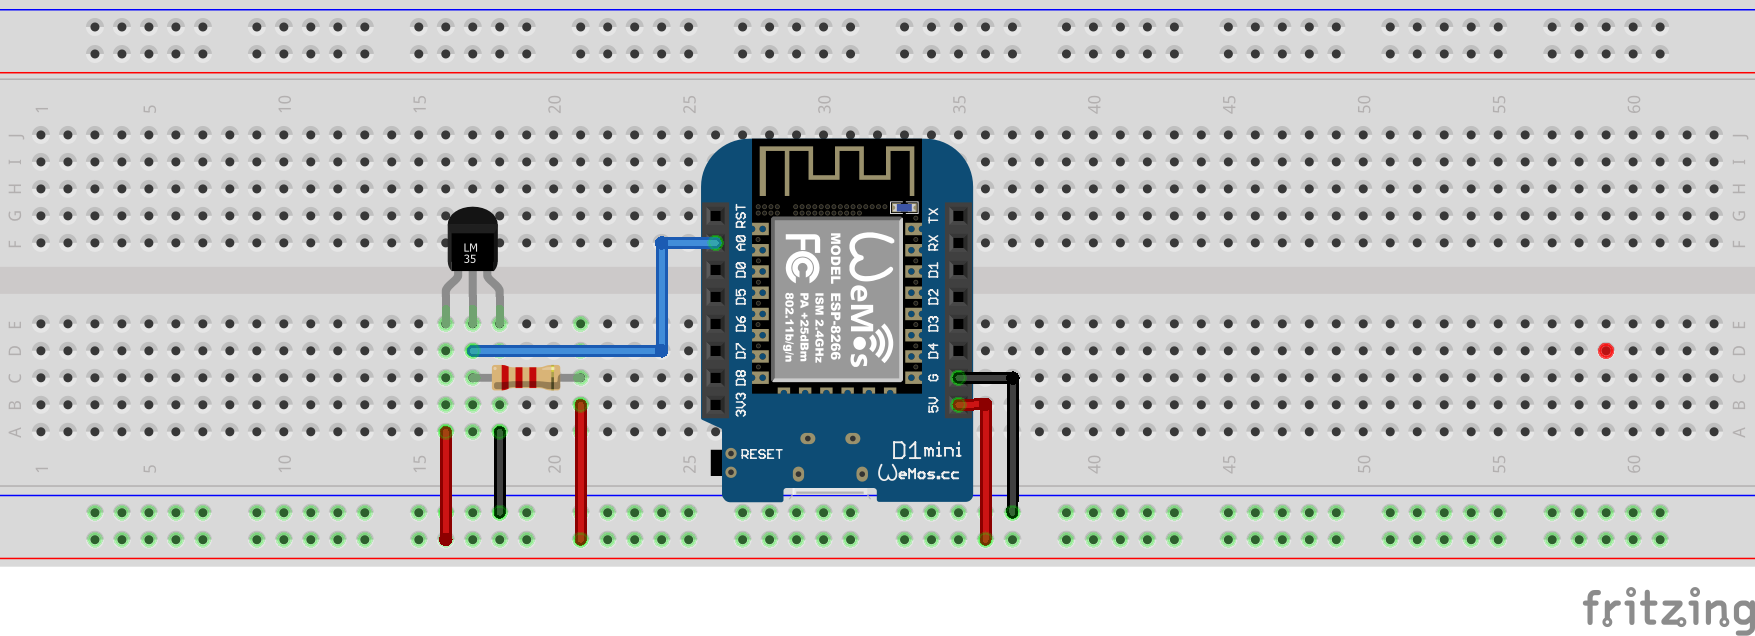 1 5 10 15 20 25 30 35 40 45 50 55 60
J J
I I
H H
G G
F F
E E
D D
C C
B B
A A
1 5 10 15 20 25 40 45 50 55 60
LM
35
RST
A0
D0
D5
D6
D7
D8
3V3
TX
RX
D1
D2
D3
D4
G
5V
WeMos
MODEL ESP-8266
ISM 2.4GHz
PA +25dBm
802.11b/g/n
FC
RESET
D1mini
WeMos.cc
fritzing